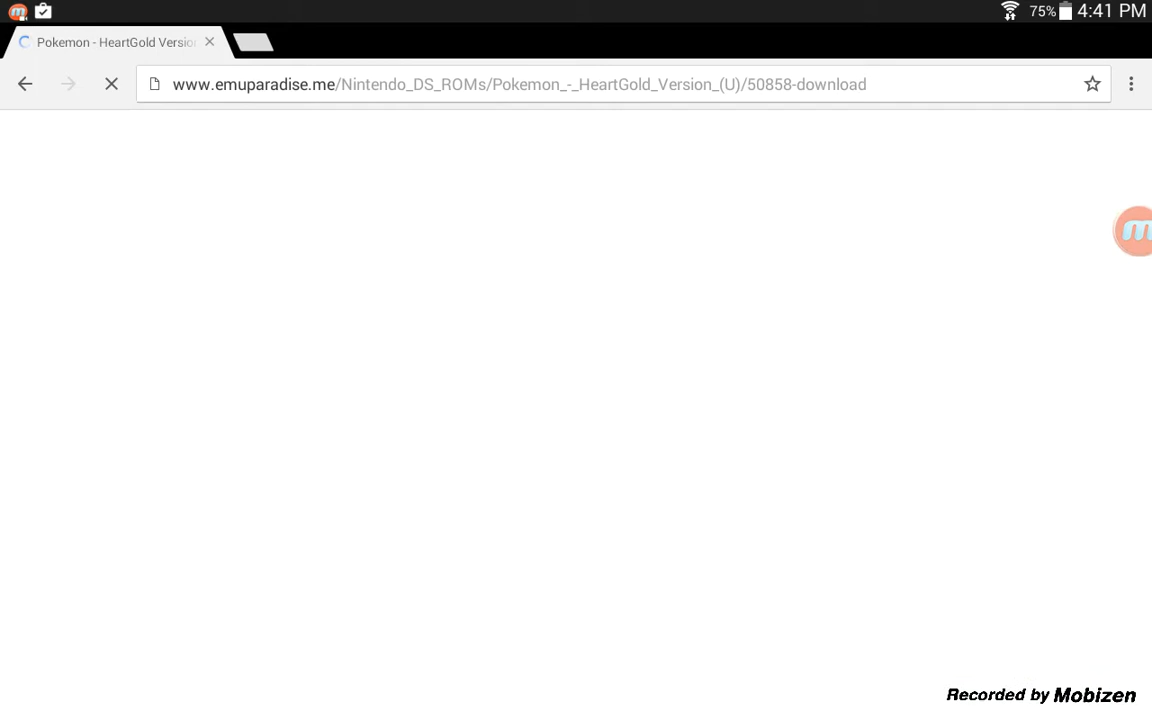 75% 4:41 PM
Pokemon - HeartGold Versio
www.emuparadise.me/Nintendo_DS_ROMs/Pokemon_-_HeartGold_Version_(U)/50858-download
m
Recorded by Mobizen